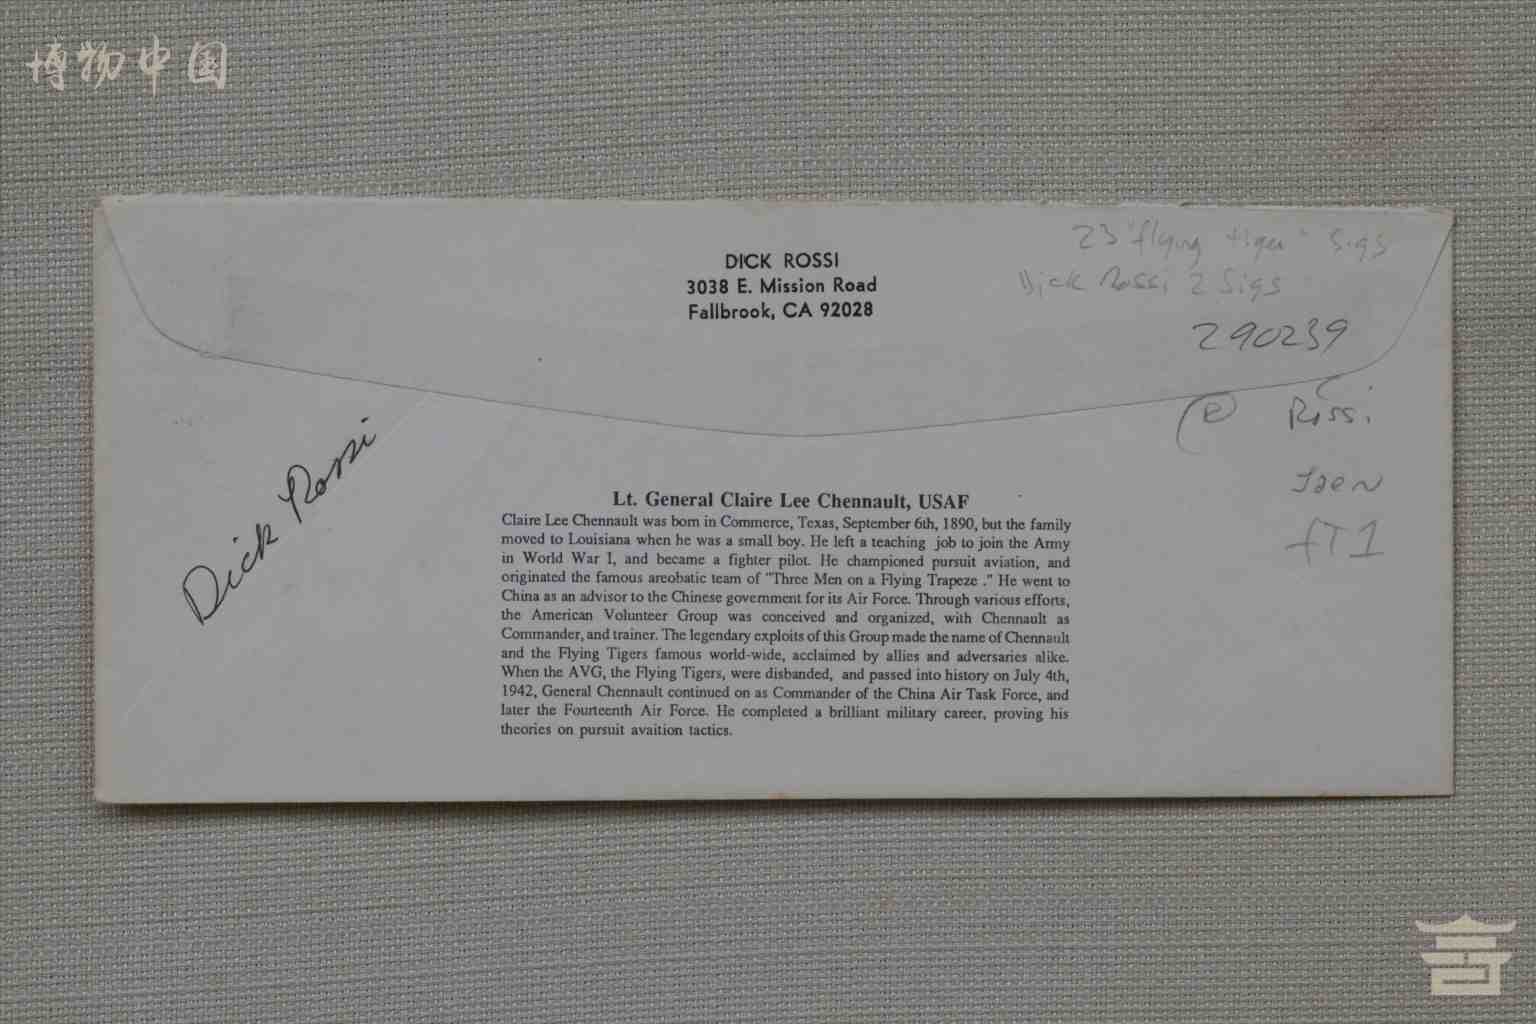 博物中国
DICK ROSSI
3038 E. Mission Road
Fallbrook, CA 92028
23 "flying tiger" sigs
Dick Rossi 2 Sigs
290239
Rossi
FT1
Dick Rossi
Lt. General Claire Lee Chennault, USAF
Claire Lee Chennault was born in Commerce, Texas, September 6th, 1890, but the family
moved to Louisiana when he was a small boy. He left a teaching job to join the Army
in World War I, and became a fighter pilot. He championed pursuit aviation, and
originated the famous areobatic team of "Three Men on a Flying Trapeze ." He went to
China as an advisor to the Chinese government for its Air Force. Through various efforts,
the American Volunteer Group was conceived and organized, with Chennault as
Commander, and trainer. The legendary exploits of this Group made the name of Chennault
and the Flying Tigers famous world-wide, acclaimed by allies and adversaries alike.
When the AVG, the Flying Tigers, were disbanded, and passed into history on July 4th,
1942, General Chennault continued on as Commander of the China Air Task Force, and
later the Fourteenth Air Force. He completed a brilliant military career, proving his
theories on pursuit avaition tactics.